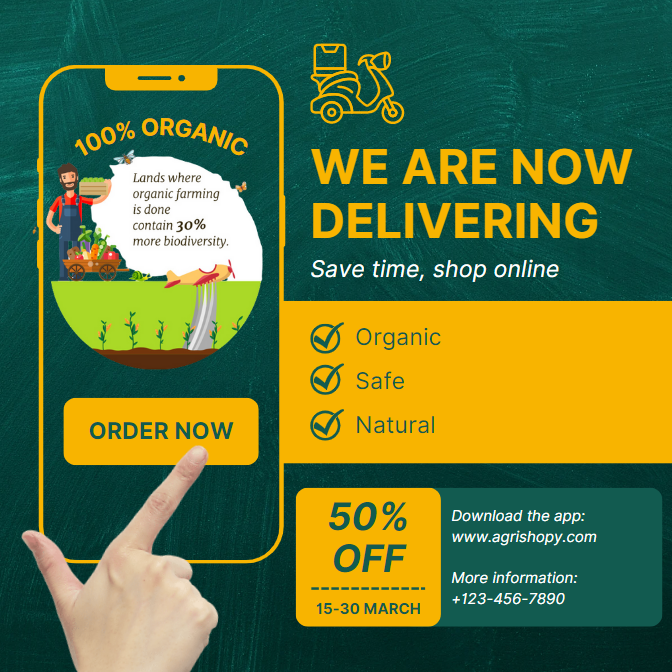 100% ORGANIC
Lands where
organic farming
is done
contain 30%
more biodiversity.
ORDER NOW
WE ARE NOW
DELIVERING
Save time, shop online
Organic
Safe
Natural
50%
OFF
15-30 MARCH
Download the app:
www.agrishopy.com
More information:
+123-456-7890